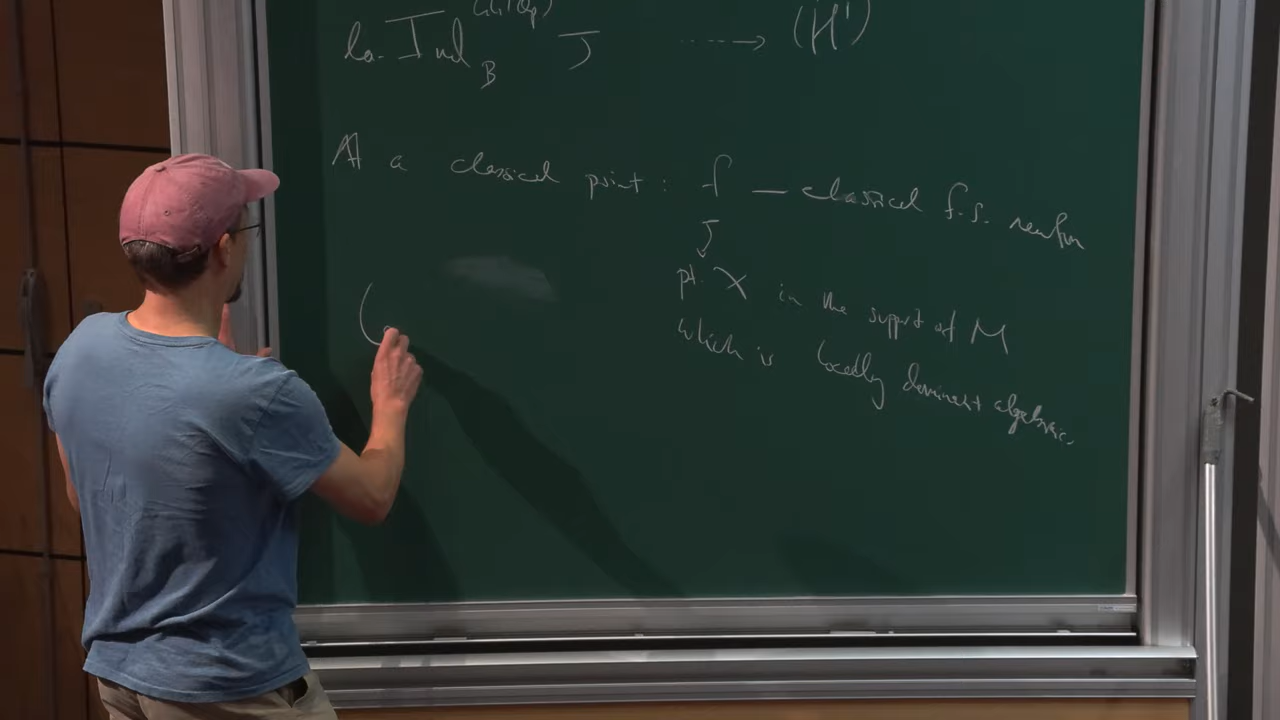 la. Ind_B^{GL_2(Q_p)} J ⇢ (H^1)
At a classical point : f — classical f.s. newform
pt. X in the support of M
which is locally dominant algebraic.
(